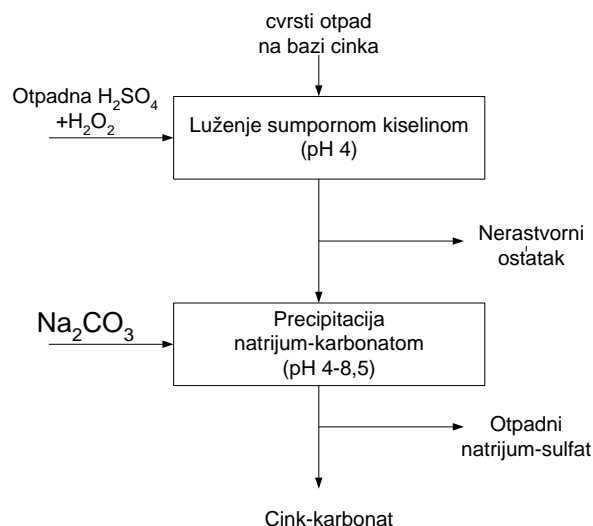 cvrsti otpad
na bazi cinka
Otpadna H₂SO₄
+H₂O₂
Luženje sumpornom kiselinom
(pH 4)
Nerastvorni
ostatak
Na₂CO₃
Precipitacija
natrijum-karbonatom
(pH 4-8,5)
Otpadni
natrijum-sulfat
Cink-karbonat